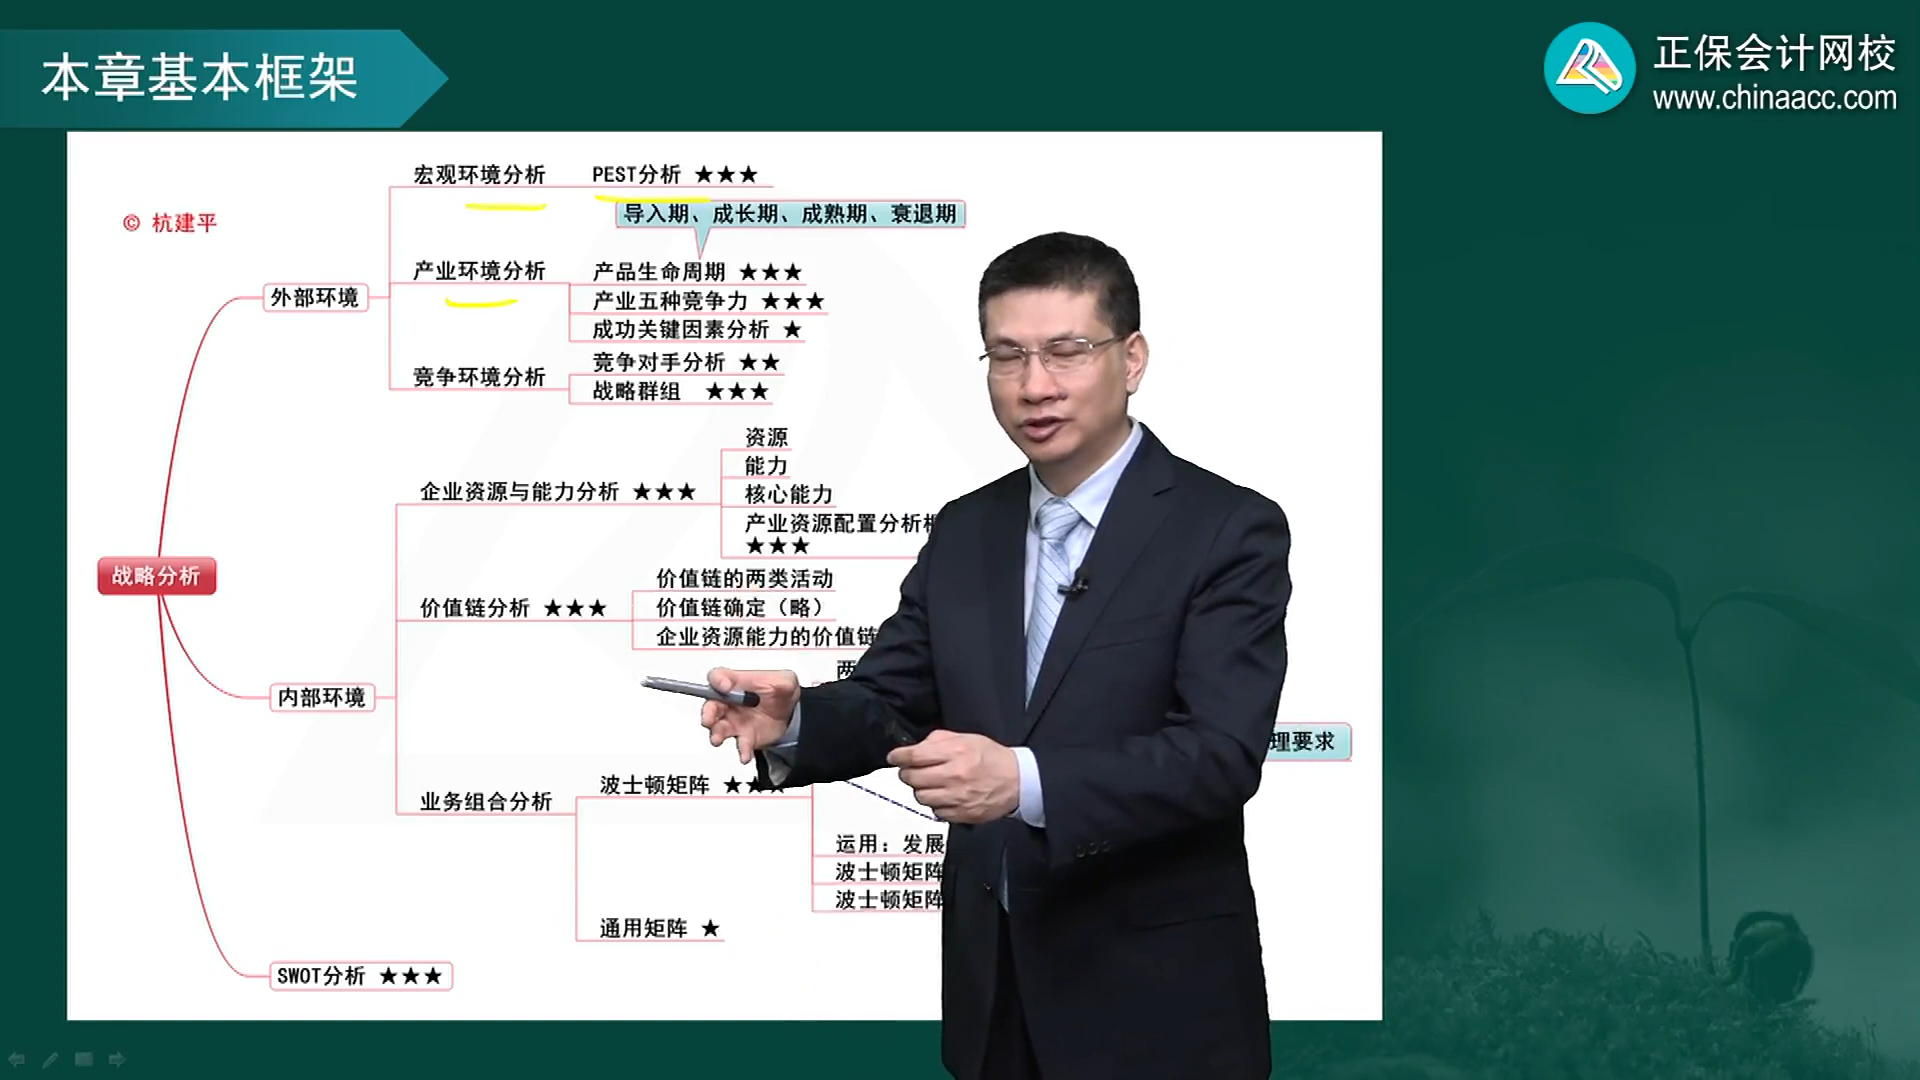 本章基本框架
正保会计网校
www.chinaacc.com
© 杭建平
战略分析
外部环境
宏观环境分析
PEST分析 ★★★
导入期、成长期、成熟期、衰退期
产业环境分析
产品生命周期 ★★★
产业五种竞争力 ★★★
成功关键因素分析 ★
竞争环境分析
竞争对手分析 ★★
战略群组 ★★★
内部环境
企业资源与能力分析 ★★★
资源
能力
核心能力
产业资源配置分析
★★★
价值链分析 ★★★
价值链的两类活动
价值链确定（略）
企业资源能力的价值链
业务组合分析
波士顿矩阵 ★★★
两
理要求
运用：发展
波士顿矩阵
波士顿矩阵
通用矩阵 ★
SWOT分析 ★★★